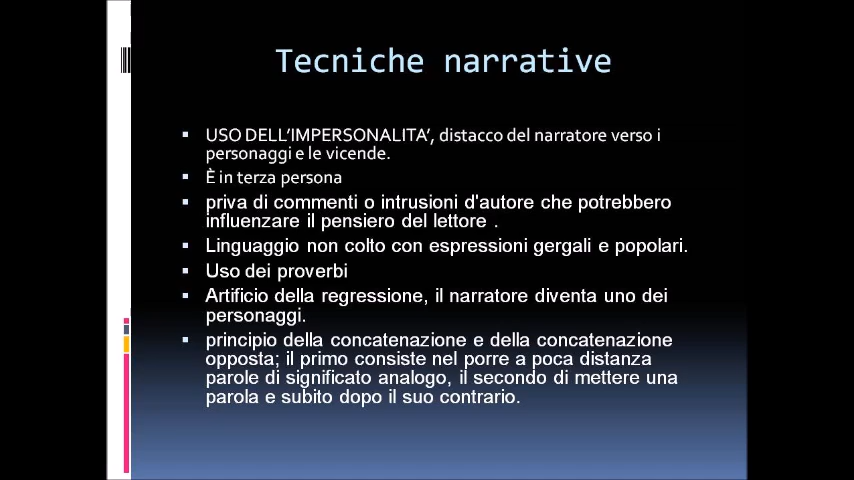 Tecniche narrative
▪ USO DELL'IMPERSONALITA', distacco del narratore verso i
personaggi e le vicende.
▪ È in terza persona
▪ priva di commenti o intrusioni d'autore che potrebbero
influenzare il pensiero del lettore .
▪ Linguaggio non colto con espressioni gergali e popolari.
▪ Uso dei proverbi
▪ Artificio della regressione, il narratore diventa uno dei
personaggi.
▪ principio della concatenazione e della concatenazione
opposta; il primo consiste nel porre a poca distanza
parole di significato analogo, il secondo di mettere una
parola e subito dopo il suo contrario.